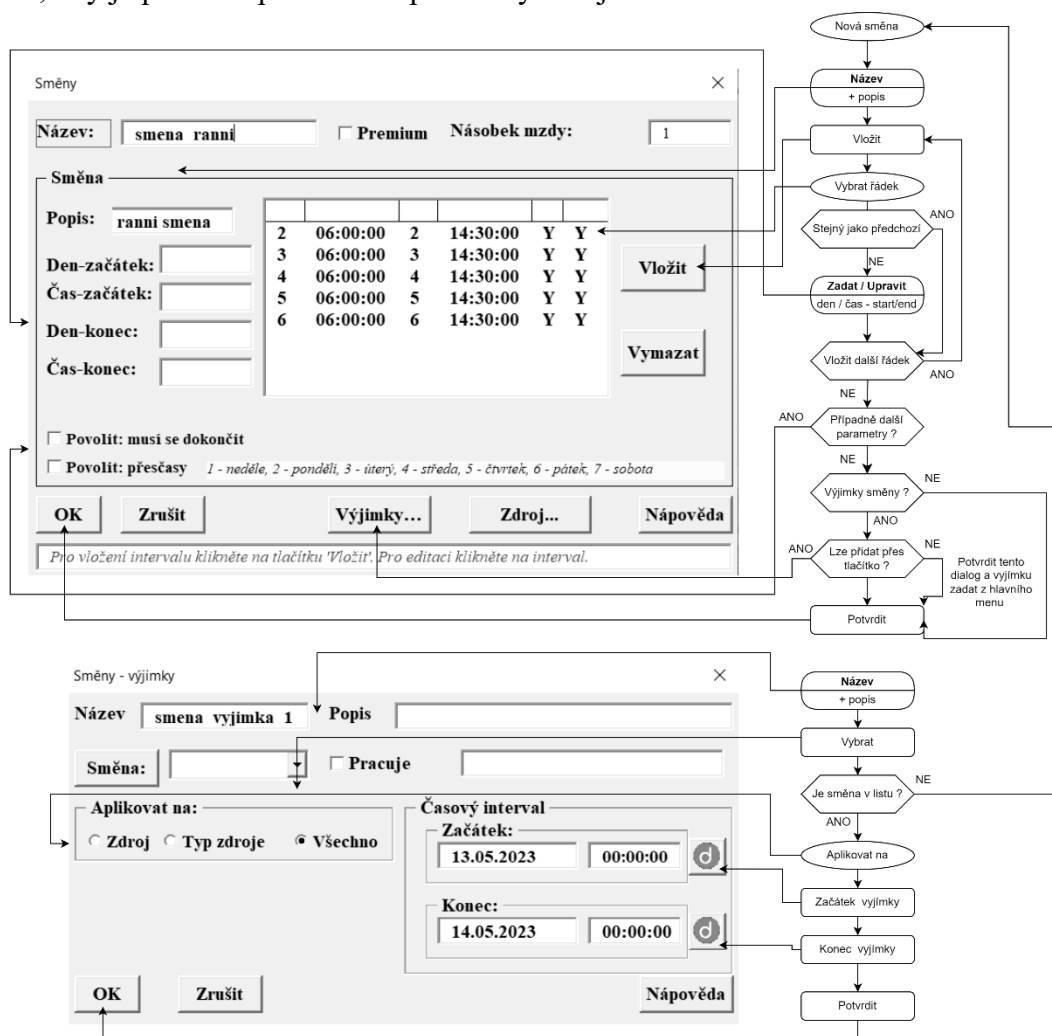 Nová směna
Směny
Název
+ popis
Název:
smena ranni
Premium
Násobek mzdy:
1
Vložit
Směna
Vybrat řádek
Popis:
ranni smena
ANO
Stejný jako předchozí
2 06:00:00 2 14:30:00 Y Y
3 06:00:00 3 14:30:00 Y Y
4 06:00:00 4 14:30:00 Y Y
5 06:00:00 5 14:30:00 Y Y
6 06:00:00 6 14:30:00 Y Y
Den-začátek:
Čas-začátek:
Den-konec:
Čas-konec:
Vložit
Vymazat
NE
Zadat / Upravit
den / čas - start/end
Vložit další řádek
ANO
NE
ANO
Případně další
parametry ?
Povolit: musí se dokončit
Povolit: přesčasy
1 - neděle, 2 - pondělí, 3 - úterý, 4 - středa, 5 - čtvrtek, 6 - pátek, 7 - sobota
NE
NE
Výjimky směny ?
OK
Zrušit
Výjimky...
Zdroj...
Nápověda
ANO
Pro vložení intervalu klikněte na tlačítku 'Vložit'. Pro editaci klikněte na interval.
ANO
Lze přidat přes
tlačítko ?
NE
Potvrdit tento
dialog a vyjímku
zadat z hlavního
menu
Potvrdit
Směny - výjimky
Název
+ popis
Název
smena vyjimka 1
Popis
Vybrat
Směna:
Pracuje
NE
Je směna v listu ?
Aplikovat na:
Zdroj
Typ zdroje
Všechno
Časový interval
Začátek:
13.05.2023
00:00:00
d
ANO
Aplikovat na
Začátek vyjímky
Konec:
14.05.2023
00:00:00
d
Konec vyjímky
OK
Zrušit
Nápověda
Potvrdit